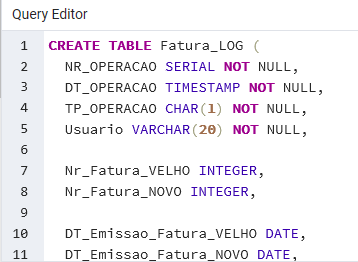 Query Editor
1 CREATE TABLE Fatura_LOG (
2 NR_OPERACAO SERIAL NOT NULL,
3 DT_OPERACAO TIMESTAMP NOT NULL,
4 TP_OPERACAO CHAR(1) NOT NULL,
5 Usuario VARCHAR(20) NOT NULL,
6
7 Nr_Fatura_VELHO INTEGER,
8 Nr_Fatura_NOVO INTEGER,
9
10 DT_Emissao_Fatura_VELHO DATE,
11 DT_Emissao_Fatura_NOVO DATE,